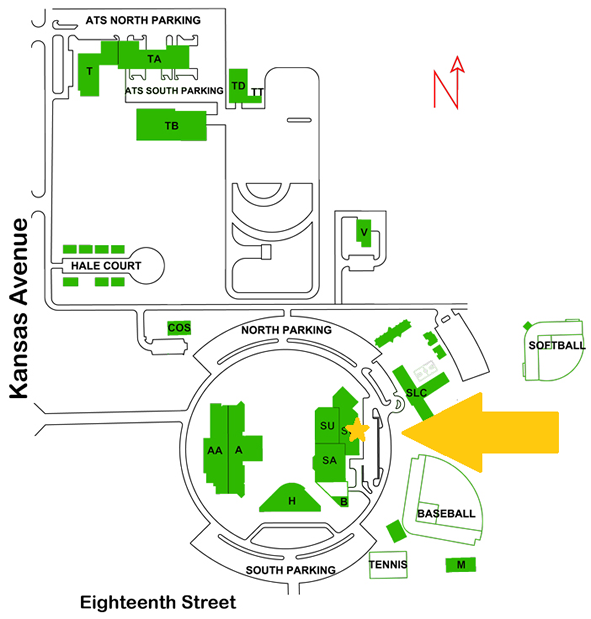 ATS NORTH PARKING
TA
T
ATS SOUTH PARKING
TD
TT
TB
N
Kansas Avenue
V
HALE COURT
COS
NORTH PARKING
SOFTBALL
SLC
SU
S
AA
A
SA
H
B
BASEBALL
TENNIS
M
SOUTH PARKING
Eighteenth Street